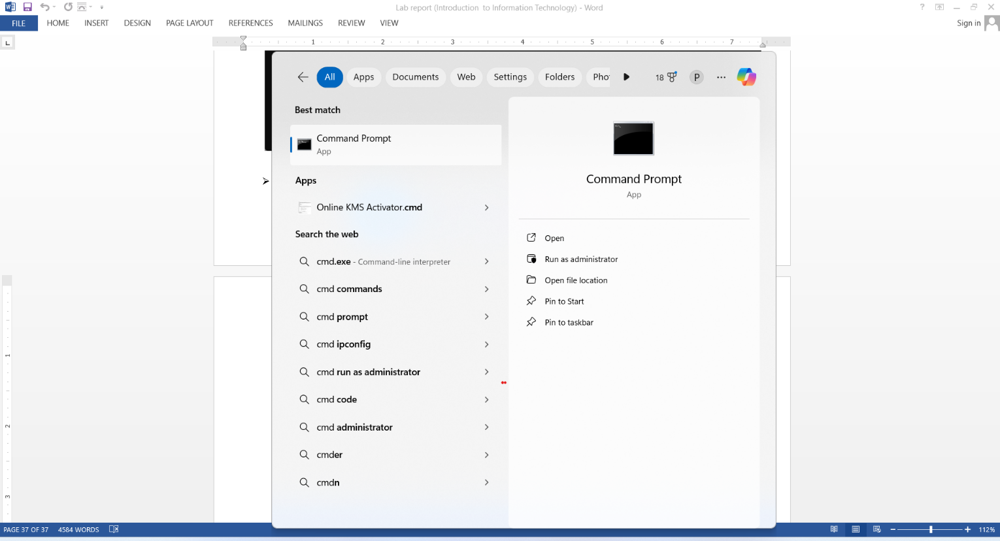 Lab report (Introduction to Information Technology) - Word
?
FILE HOME INSERT DESIGN PAGE LAYOUT REFERENCES MAILINGS REVIEW VIEW Sign in
L 1 2 3 4 5 6 7
All Apps Documents Web Settings Folders 18 P ...
Best match
Command Prompt
App
Apps
Online KMS Activator.cmd
Search the web
cmd.exe - Command-line interpreter
cmd commands
cmd prompt
cmd ipconfig
cmd run as administrator
cmd code
cmd administrator
cmder
cmdn
Command Prompt
App
Open
Run as administrator
Open file location
Pin to Start
Pin to taskbar
1
2
3
PAGE 37 OF 37 4584 WORDS 112%